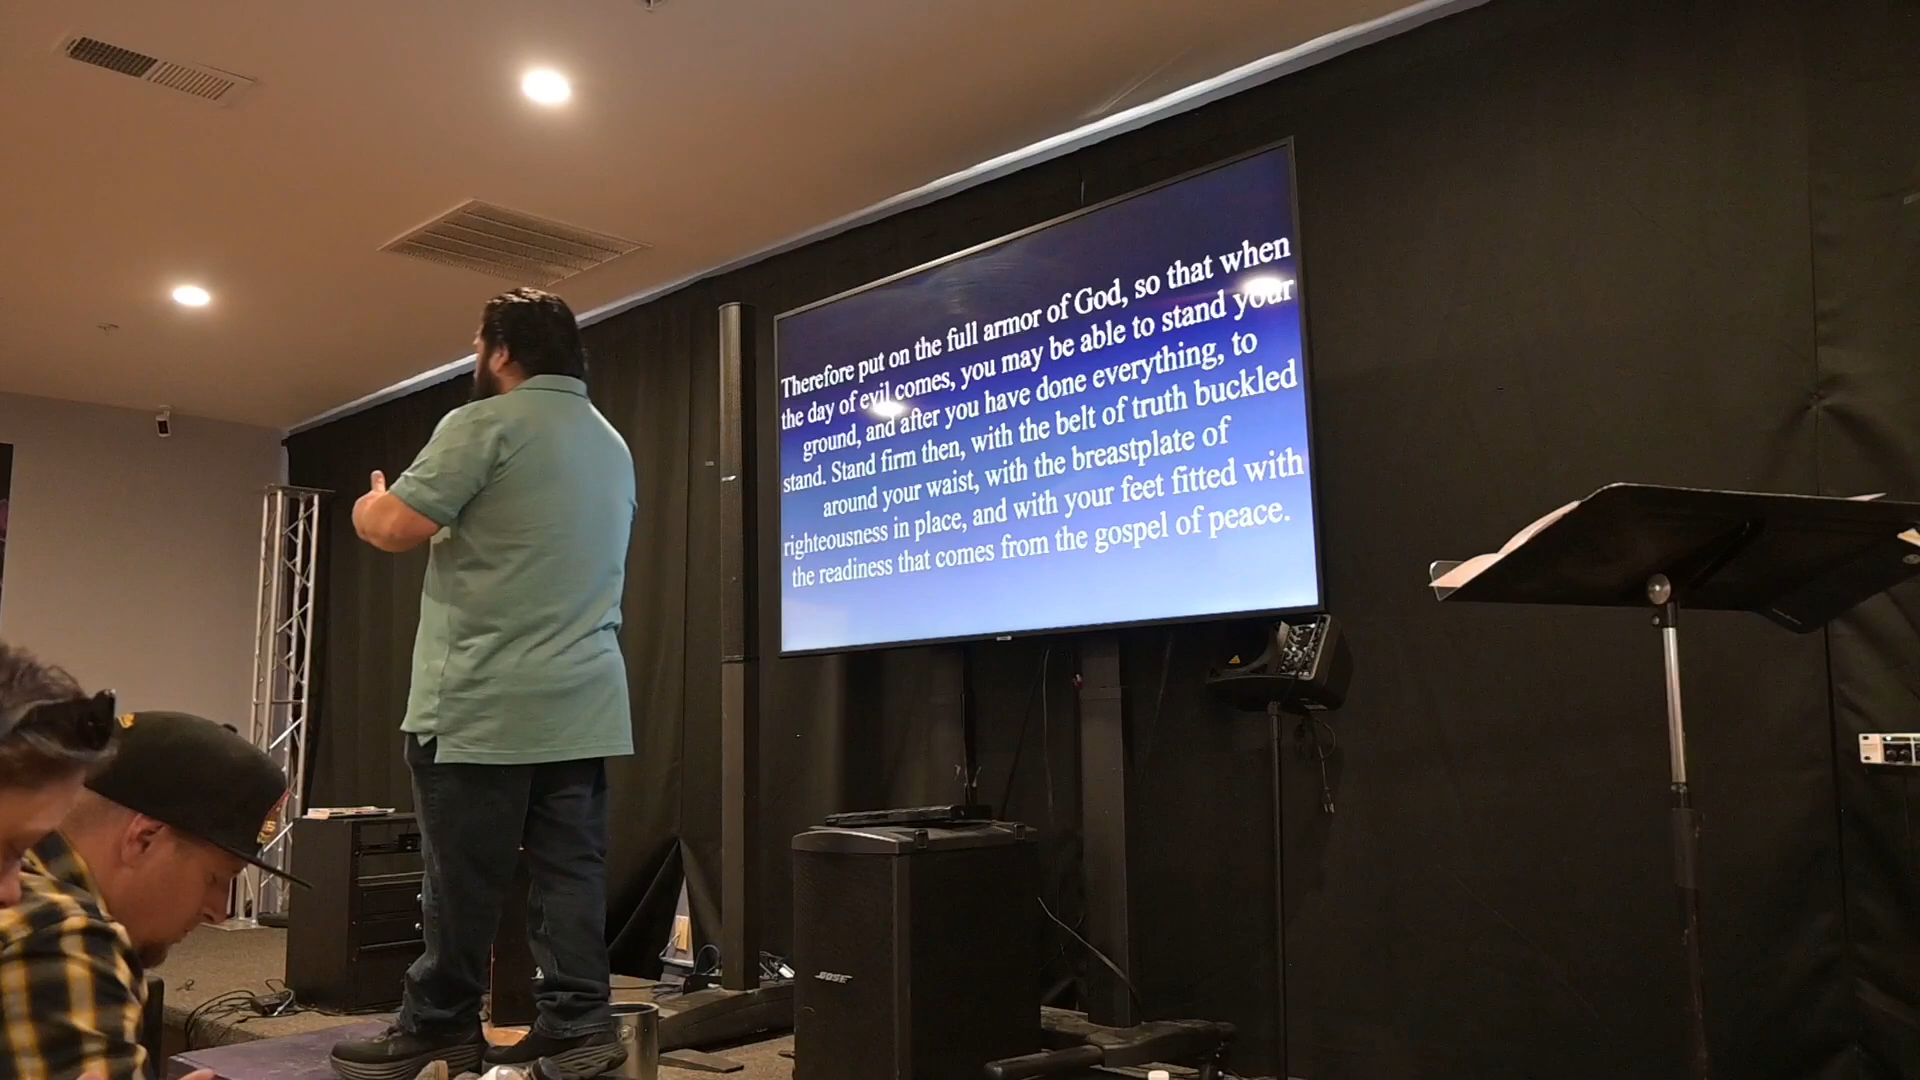 Therefore put on the full armor of God, so that when
the day of evil comes, you may be able to stand your
ground, and after you have done everything, to
stand. Stand firm then, with the belt of truth buckled
around your waist, with the breastplate of
righteousness in place, and with your feet fitted with
the readiness that comes from the gospel of peace.
BOSE